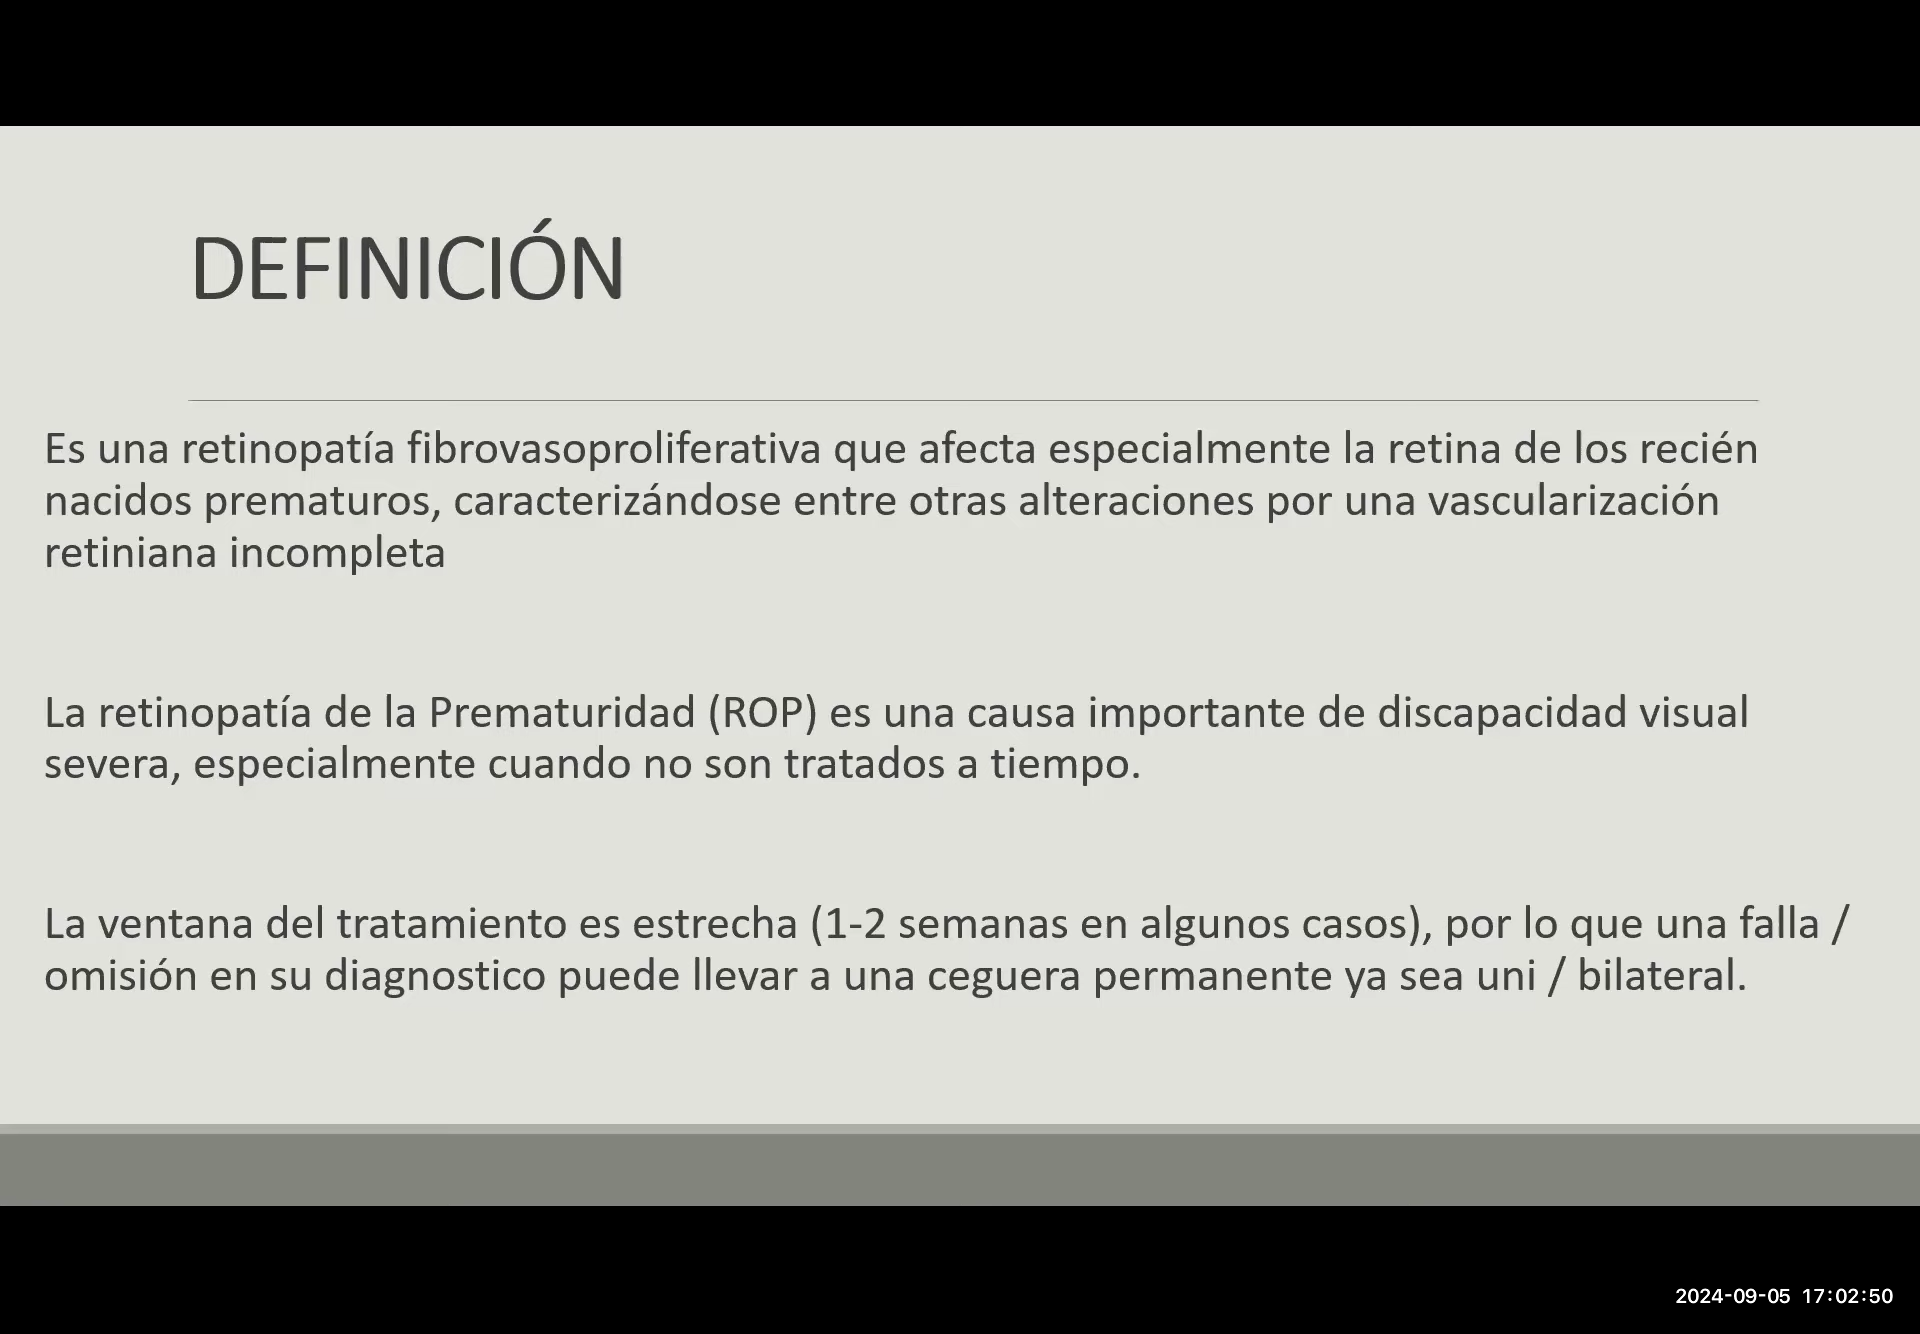 DEFINICIÓN
Es una retinopatía fibrovasoproliferativa que afecta especialmente la retina de los recién
nacidos prematuros, caracterizándose entre otras alteraciones por una vascularización
retiniana incompleta
La retinopatía de la Prematuridad (ROP) es una causa importante de discapacidad visual
severa, especialmente cuando no son tratados a tiempo.
La ventana del tratamiento es estrecha (1-2 semanas en algunos casos), por lo que una falla /
omisión en su diagnostico puede llevar a una ceguera permanente ya sea uni / bilateral.
2024-09-05 17:02:50